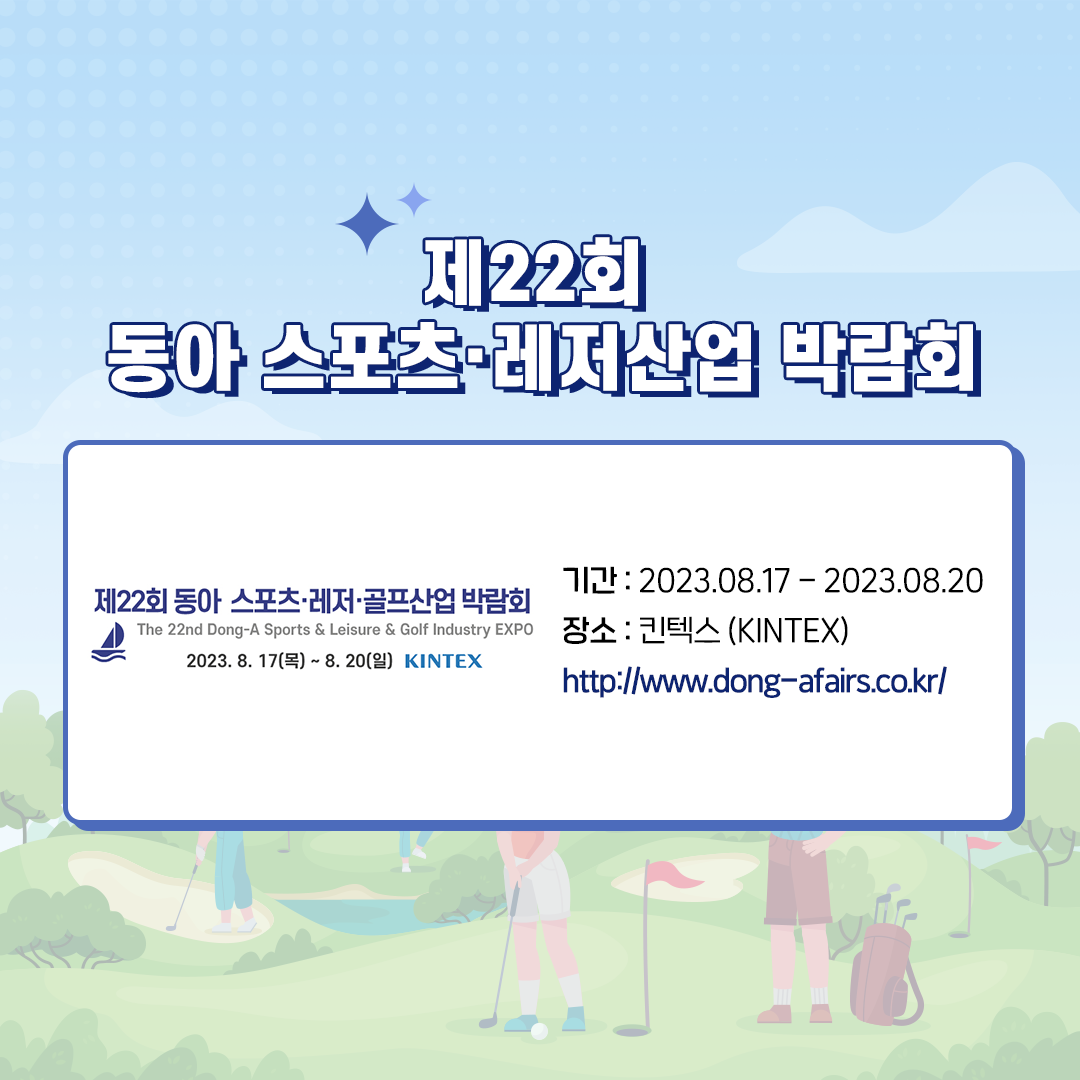 제22회
동아 스포츠·레저산업 박람회
제22회 동아 스포츠·레저·골프산업 박람회
The 22nd Dong-A Sports & Leisure & Golf Industry EXPO
2023. 8. 17(목) ~ 8. 20(일) KINTEX
기간 : 2023.08.17 - 2023.08.20
장소 : 킨텍스 (KINTEX)
http://www.dong-afairs.co.kr/